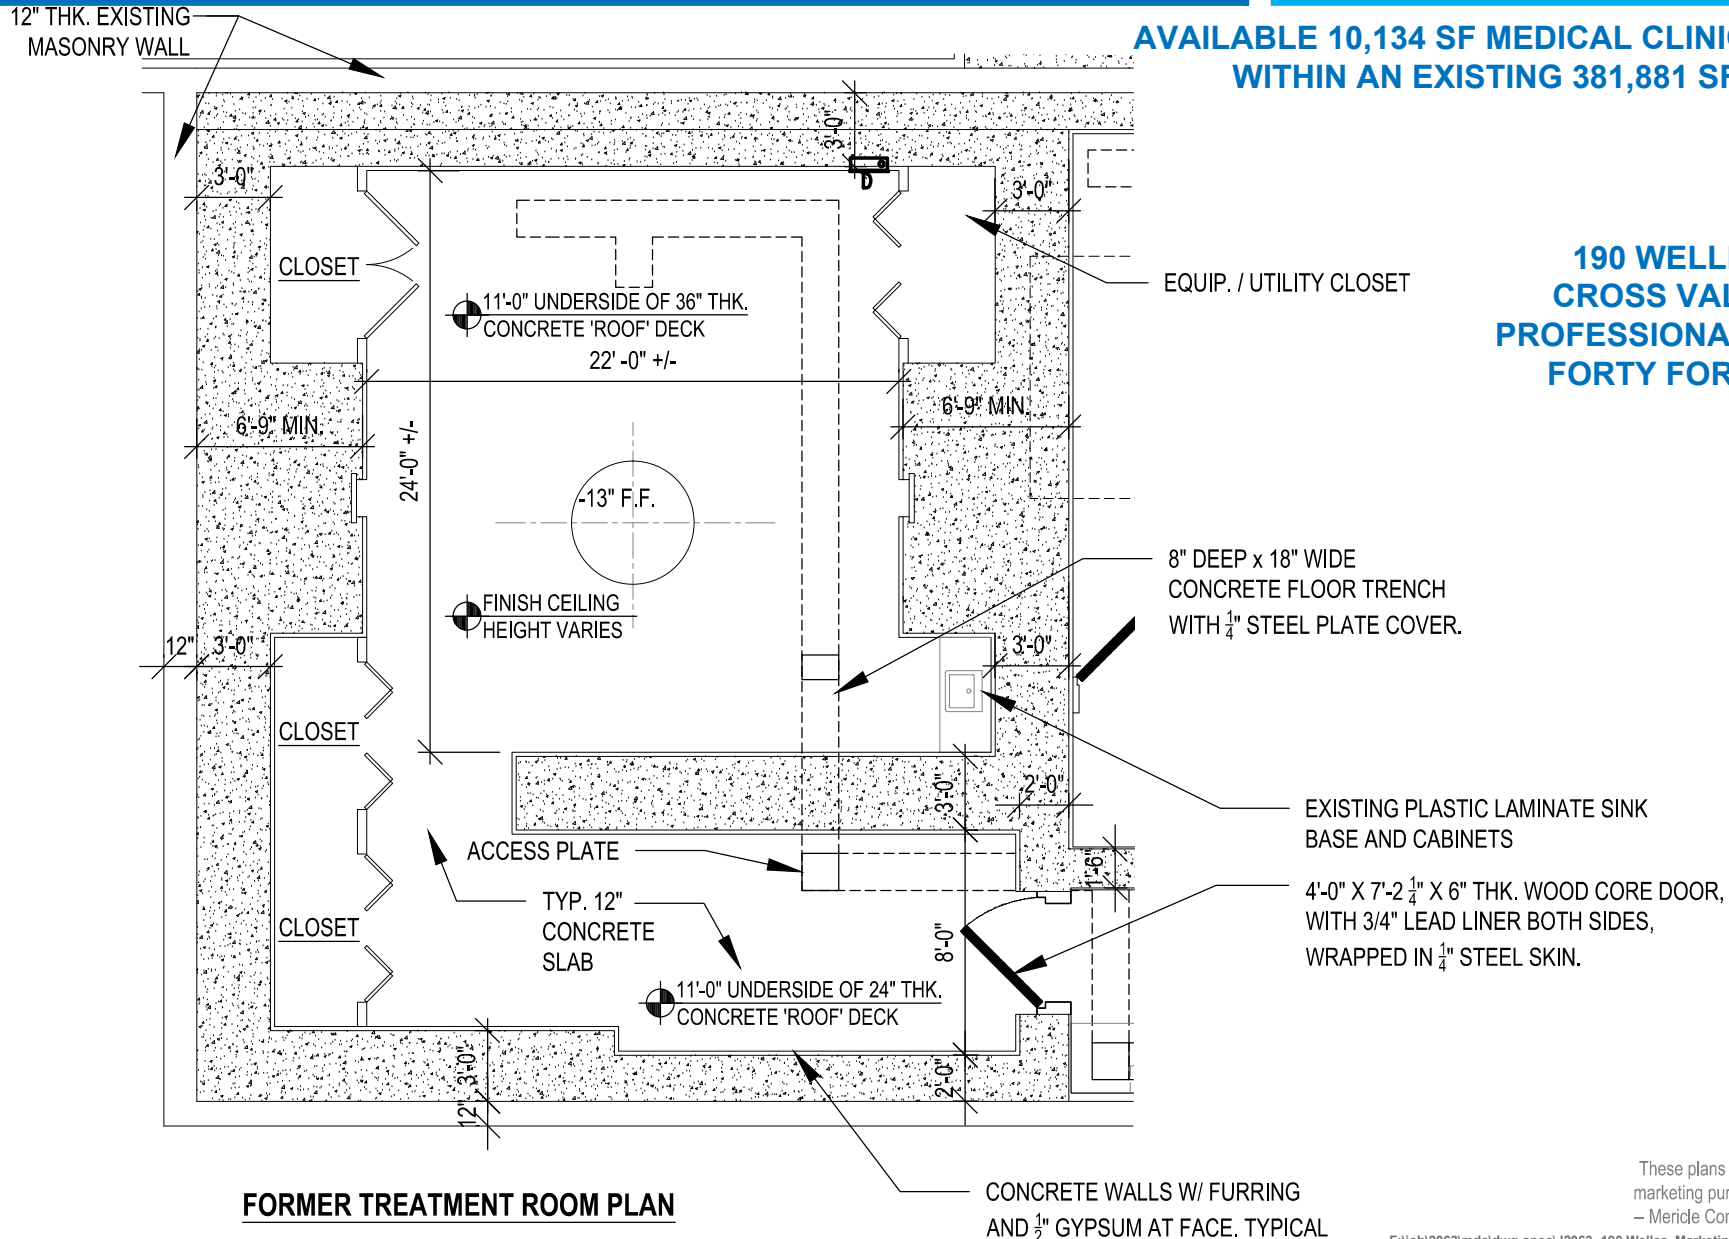 12" THK. EXISTING
MASONRY WALL
AVAILABLE 10,134 SF MEDICAL CLINI
WITHIN AN EXISTING 381,881 SF
3'-0"
D
3'-0"
3'-0"
190 WELL
CROSS VAL
PROFESSIONA
FORTY FOR
CLOSET
EQUIP. / UTILITY CLOSET
11'-0" UNDERSIDE OF 36" THK.
CONCRETE 'ROOF' DECK
22' -0" +/-
6'-9" MIN.
6'-9" MIN.
24'-0" +/-
-13" F.F.
8" DEEP x 18" WIDE
CONCRETE FLOOR TRENCH
WITH 1/4" STEEL PLATE COVER.
FINISH CEILING
HEIGHT VARIES
12"
3'-0"
3'-0"
CLOSET
3'-0"
2'-0"
EXISTING PLASTIC LAMINATE SINK
BASE AND CABINETS
ACCESS PLATE
1'-6"
4'-0" X 7'-2 1/4" X 6" THK. WOOD CORE DOOR,
WITH 3/4" LEAD LINER BOTH SIDES,
WRAPPED IN 1/4" STEEL SKIN.
TYP. 12"
CONCRETE
SLAB
CLOSET
8'-0"
11'-0" UNDERSIDE OF 24" THK.
CONCRETE 'ROOF' DECK
3'-0"
12"
2'-0"
FORMER TREATMENT ROOM PLAN
CONCRETE WALLS W/ FURRING
AND 1/2" GYPSUM AT FACE. TYPICAL
These plans
marketing pur
– Mericle Cor